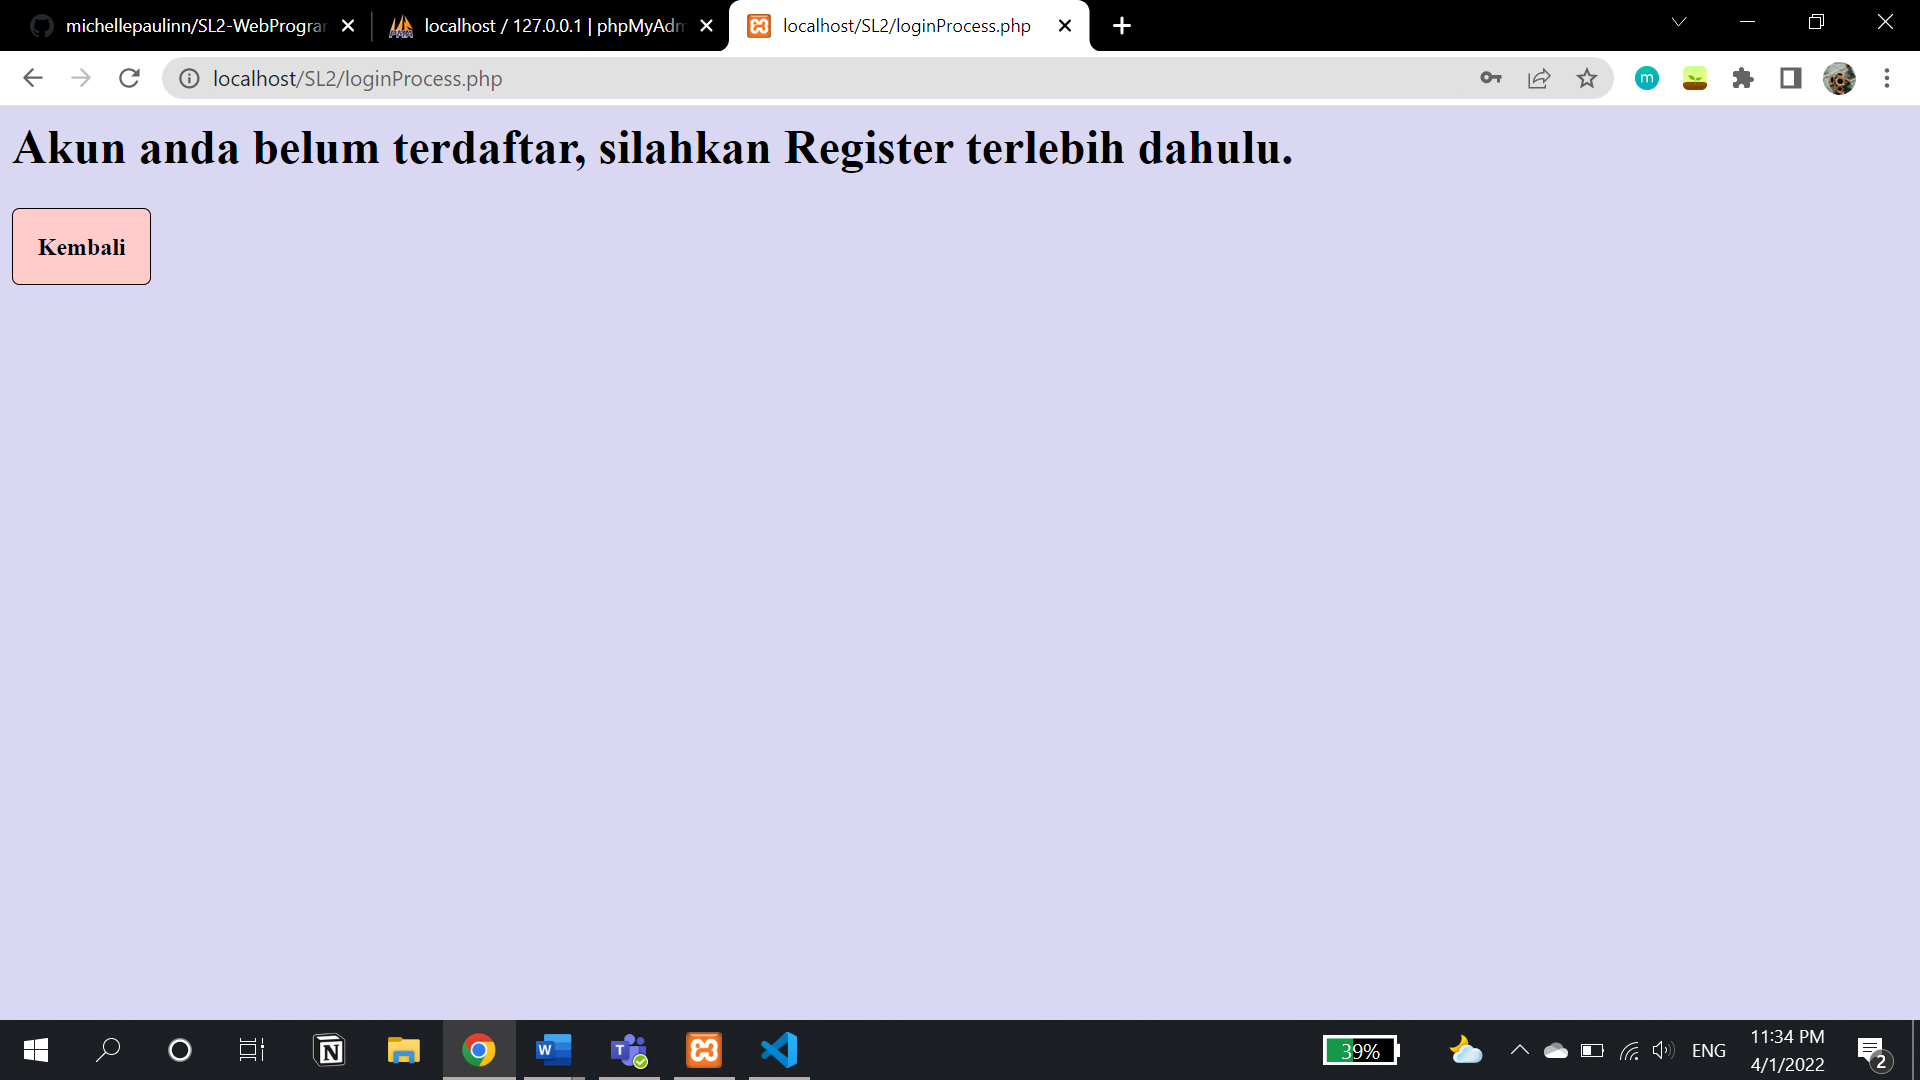 michellepaulinn/SL2-WebProgra
localhost / 127.0.0.1 | phpMyAdm
localhost/SL2/loginProcess.php
localhost/SL2/loginProcess.php
m
Akun anda belum terdaftar, silahkan Register terlebih dahulu.
Kembali
39%
ENG
11:34 PM
4/1/2022
2